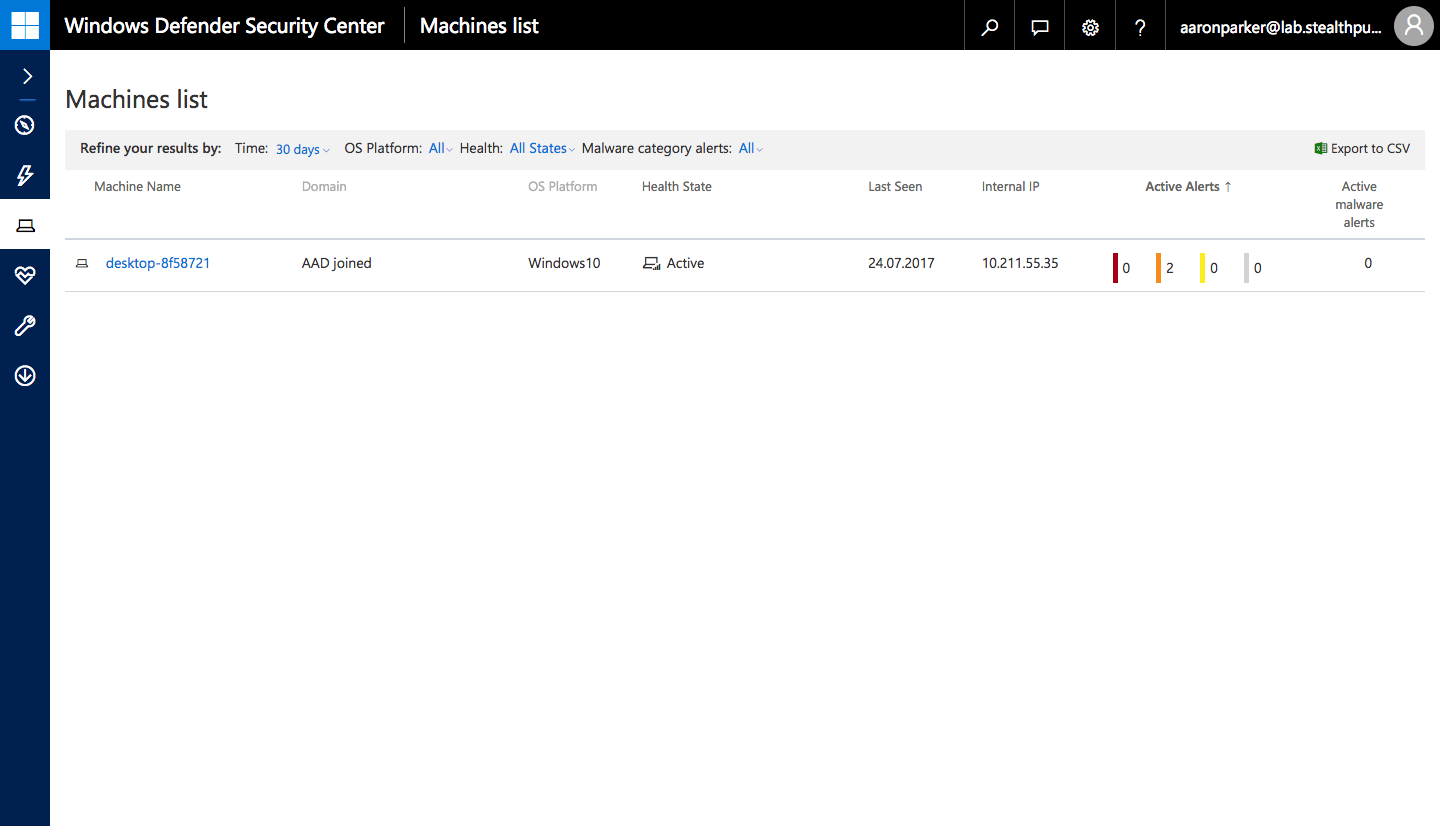 Windows Defender Security Center Machines list ? aaronparker@lab.stealthpu...
Machines list
Refine your results by: Time: 30 days OS Platform: All Health: All States Malware category alerts: All Export to CSV
Machine Name Domain OS Platform Health State Last Seen Internal IP Active Alerts ↑ Active
malware
alerts
desktop-8f58721 AAD joined Windows10 Active 24.07.2017 10.211.55.35 0 2 0 0 0